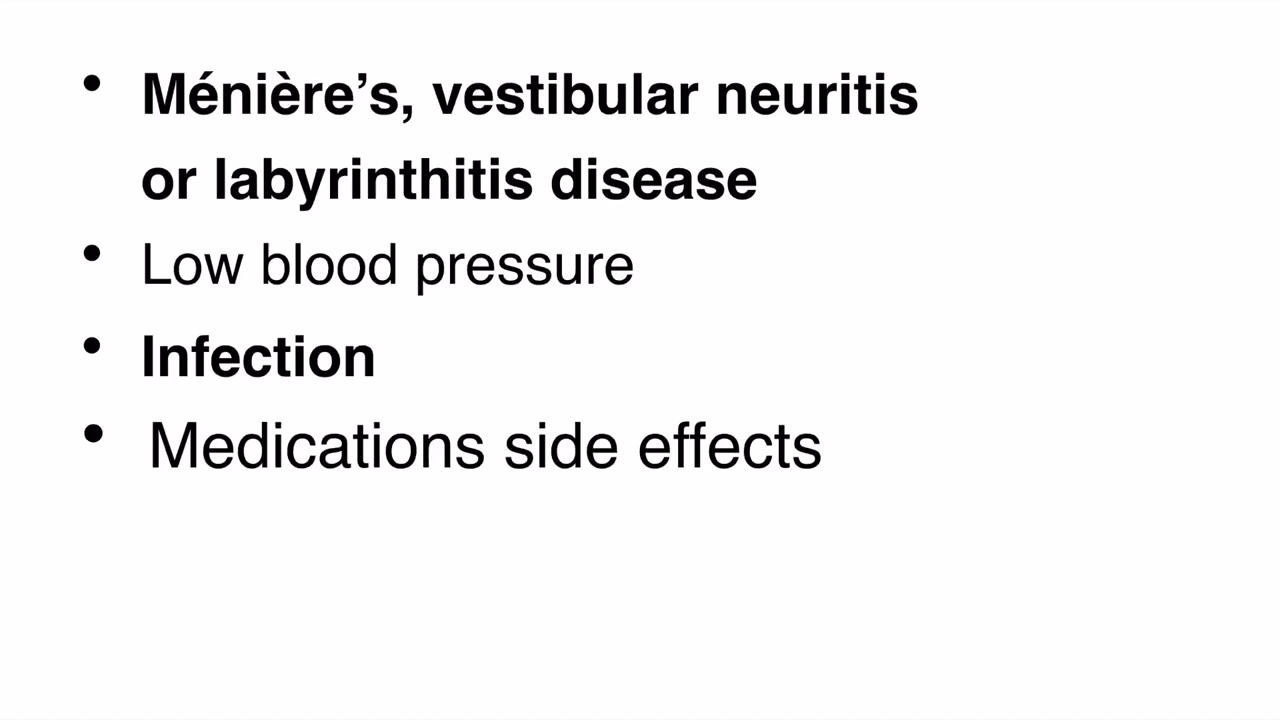 • Ménière’s, vestibular neuritis
or labyrinthitis disease
• Low blood pressure
• Infection
• Medications side effects